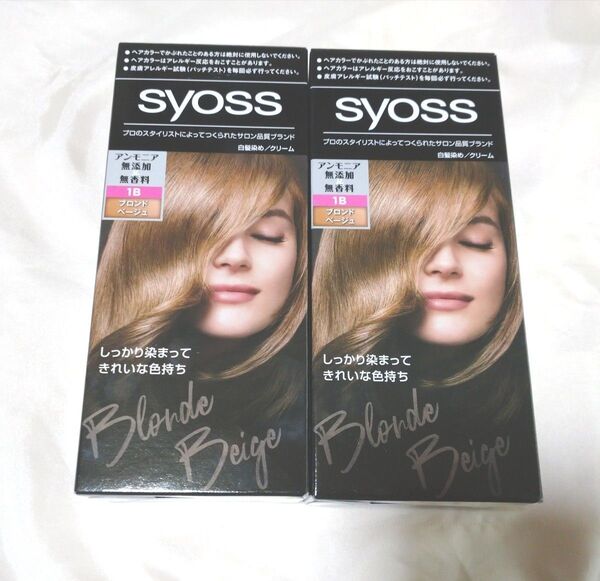 ●ヘアカラーでかぶれたことのある方は絶対に使用しないでください。
●ヘアカラーはアレルギー反応をおこすことがあります。
●皮膚アレルギー試験(パッチテスト)を毎回必ず行ってください。
syoss
プロのスタイリストによってつくられたサロン品質ブランド
白髪染め/クリーム
アンモニア
無添加
無香料
1B
ブロンド
ベージュ
しっかり染まって
きれいな色持ち
Blonde
Beige
●ヘアカラーでかぶれたことのある方は絶対に使用しないでください。
●ヘアカラーはアレルギー反応をおこすことがあります。
●皮膚アレルギー試験(パッチテスト)を毎回必ず行ってください。
syoss
プロのスタイリストによってつくられたサロン品質ブランド
白髪染め/クリーム
アンモニア
無添加
無香料
1B
ブロンド
ベージュ
しっかり染まって
きれいな色持ち
Blonde
Beige